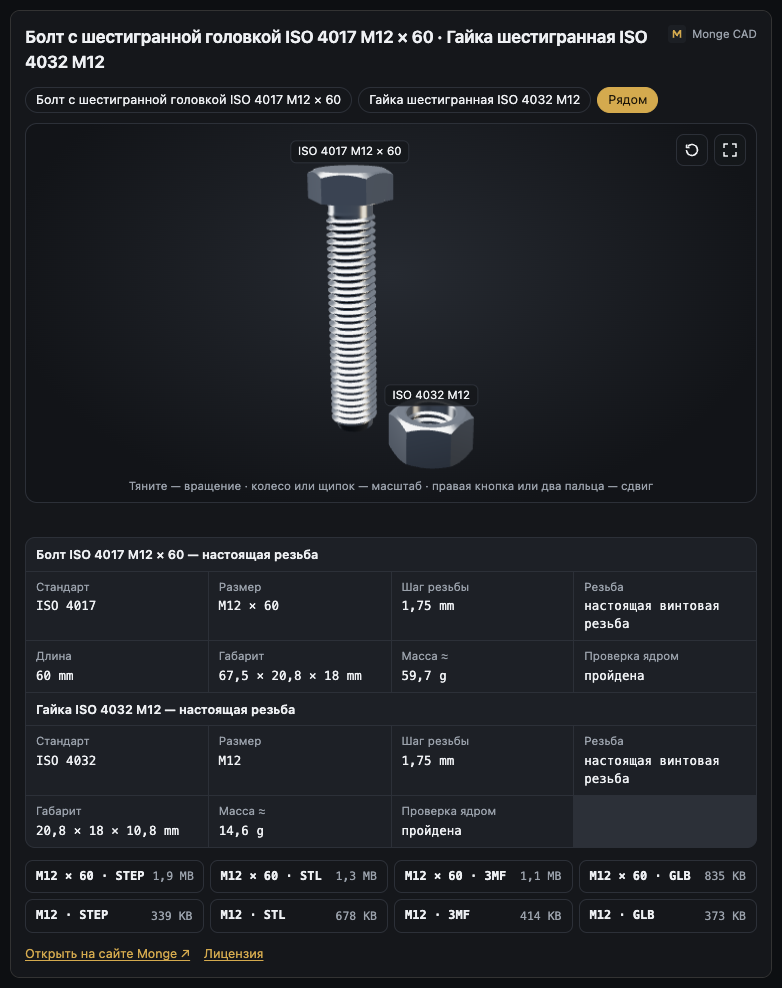 Болт с шестигранной головкой ISO 4017 M12 × 60 · Гайка шестигранная ISO
4032 M12
M Monge CAD
Болт с шестигранной головкой ISO 4017 M12 × 60
Гайка шестигранная ISO 4032 M12
Рядом
ISO 4017 M12 × 60
ISO 4032 M12
Тяните — вращение · колесо или щипок — масштаб · правая кнопка или два пальца — сдвиг
Болт ISO 4017 M12 × 60 — настоящая резьба
Стандарт
ISO 4017
Размер
M12 × 60
Шаг резьбы
1,75 mm
Резьба
настоящая винтовая
резьба
Длина
60 mm
Габарит
67,5 × 20,8 × 18 mm
Масса ≈
59,7 g
Проверка ядром
пройдена
Гайка ISO 4032 M12 — настоящая резьба
Стандарт
ISO 4032
Размер
M12
Шаг резьбы
1,75 mm
Резьба
настоящая винтовая
резьба
Габарит
20,8 × 18 × 10,8 mm
Масса ≈
14,6 g
Проверка ядром
пройдена
M12 × 60 · STEP 1,9 MB
M12 × 60 · STL 1,3 MB
M12 × 60 · 3MF 1,1 MB
M12 × 60 · GLB 835 KB
M12 · STEP 339 KB
M12 · STL 678 KB
M12 · 3MF 414 KB
M12 · GLB 373 KB
Открыть на сайте Monge ↗
Лицензия